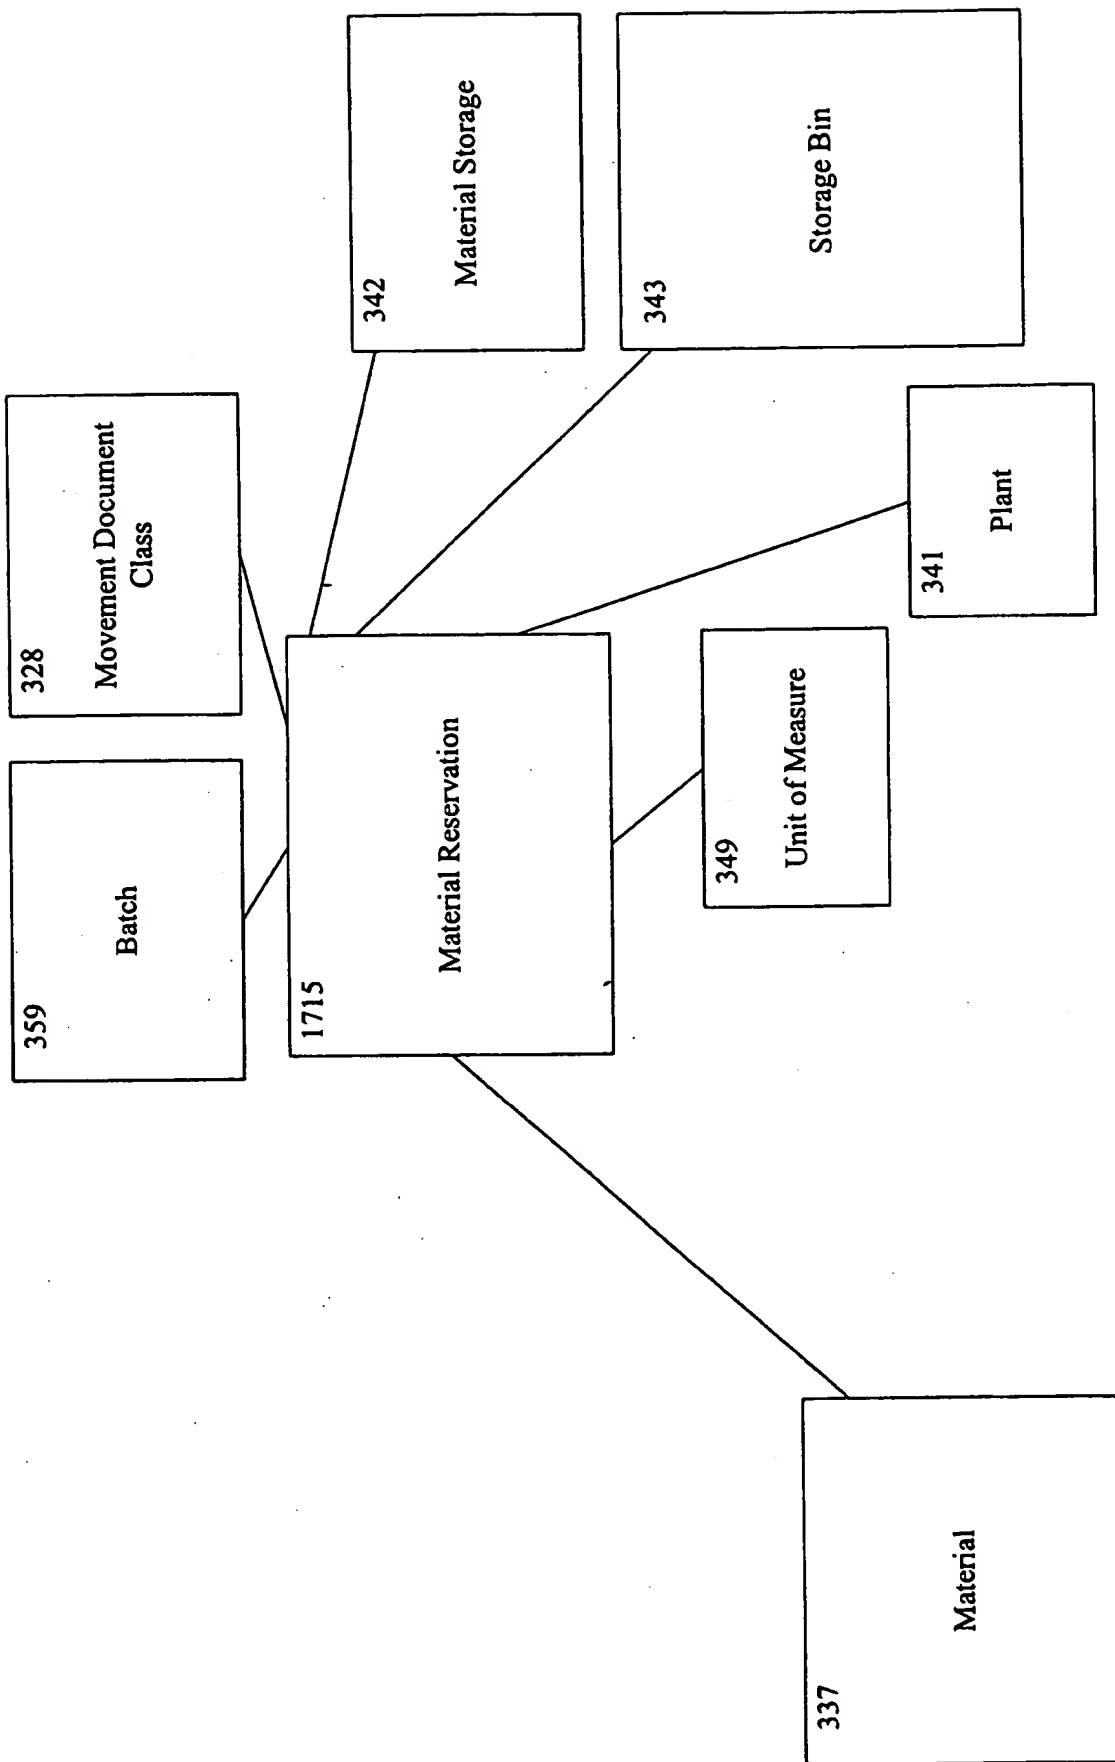 359
Batch
328
Movement Document
Class
1715
Material Reservation
342
Material Storage
343
Storage Bin
349
Unit of Measure
337
Material
341
Plant